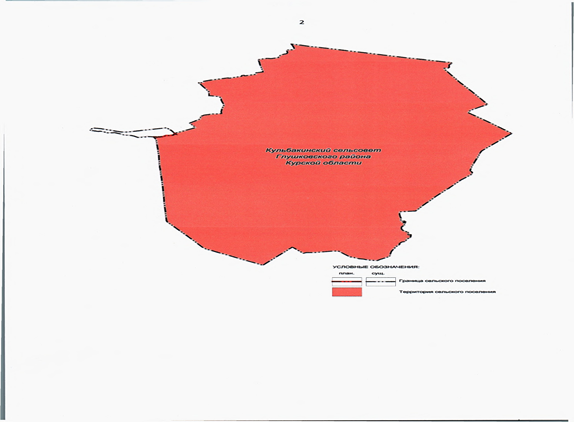 2
Кульбакинский сельсовет
Глушковского района
Курской области
УСЛОВНЫЕ ОБОЗНАЧЕНИЯ:
план. сущ.
Граница сельского поселения
Территория сельского поселения